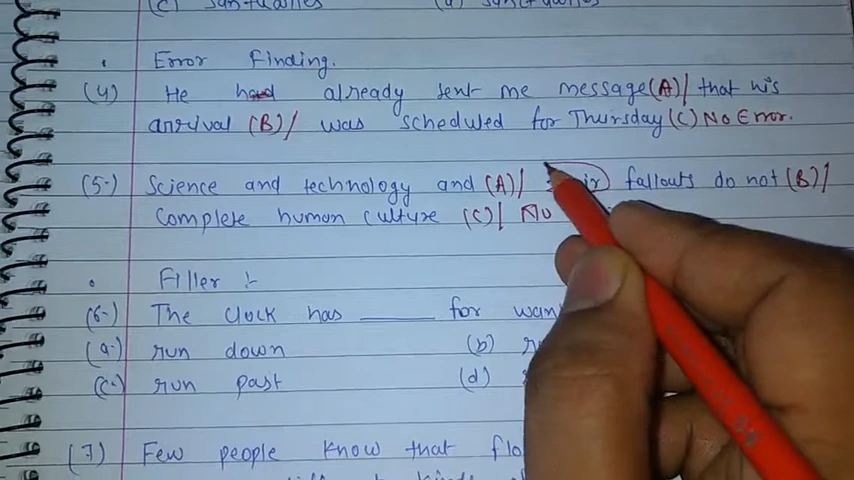 (c) sanctuaries
Error Finding.
(4) He had already sent me message (A)/ that his
arrival (B)/ was scheduled for Thursday (C) No Error.
(5.) Science and technology and (A)/ fallouts do not (B)/
Complete human culture (C)/ No
Filler :-
(6.) The clock has ______ for
(a.) run down (b)
(c.) run past (d)
(7) Few people know that